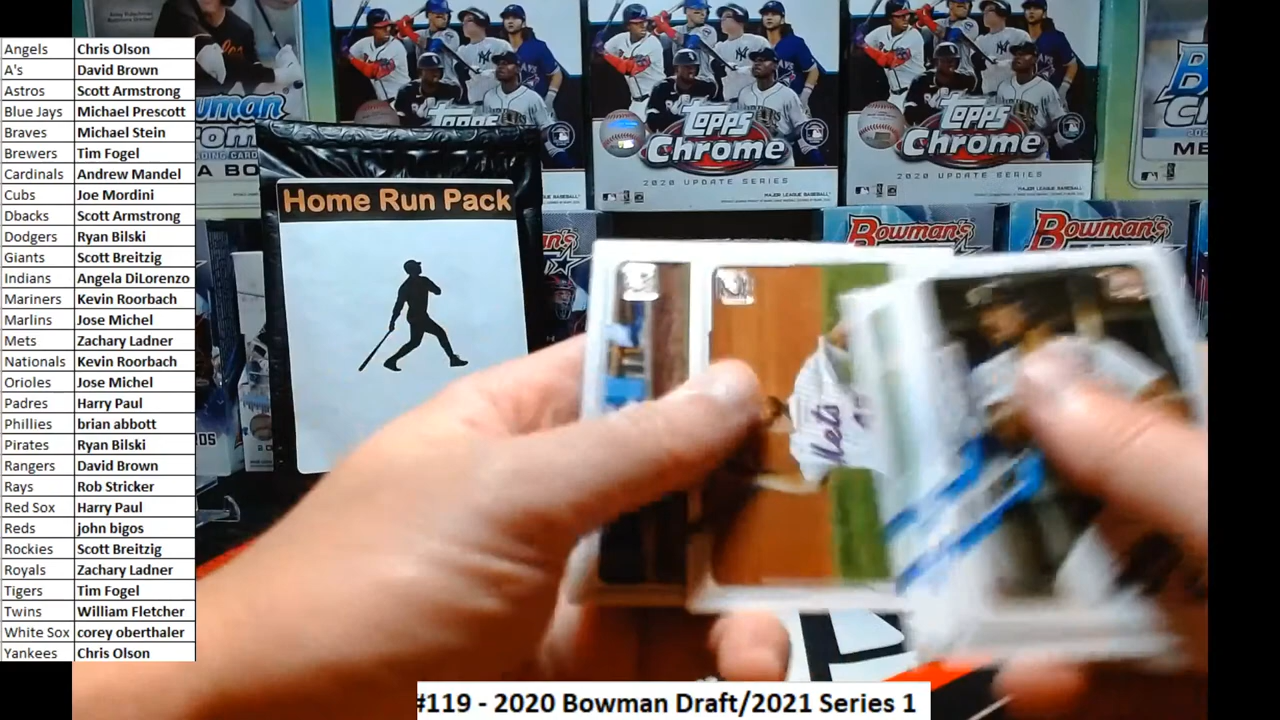 Angels Chris Olson
A's David Brown
Astros Scott Armstrong
Blue Jays Michael Prescott
Braves Michael Stein
Brewers Tim Fogel
Cardinals Andrew Mandel
Cubs Joe Mordini
Dbacks Scott Armstrong
Dodgers Ryan Bilski
Giants Scott Breitzig
Indians Angela DiLorenzo
Mariners Kevin Roorbach
Marlins Jose Michel
Mets Zachary Ladner
Nationals Kevin Roorbach
Orioles Jose Michel
Padres Harry Paul
Phillies brian abbott
Pirates Ryan Bilski
Rangers David Brown
Rays Rob Stricker
Red Sox Harry Paul
Reds john bigos
Rockies Scott Breitzig
Royals Zachary Ladner
Tigers Tim Fogel
Twins William Fletcher
White Sox corey oberthaler
Yankees Chris Olson
Home Run Pack
Topps
Topps
Chrome
2020 UPDATE SERIES
Topps
Chrome
2020 UPDATE SERIES
Bowman's
Bowman's
Mets
#119 - 2020 Bowman Draft/2021 Series 1